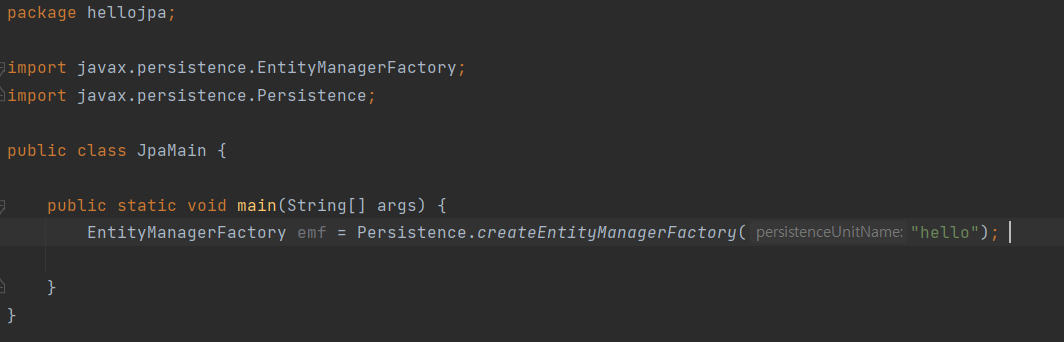 package hellojpa;
import javax.persistence.EntityManagerFactory;
import javax.persistence.Persistence;
public class JpaMain {
public static void main(String[] args) {
EntityManagerFactory emf = Persistence.createEntityManagerFactory( persistenceUnitName: "hello");
}
}